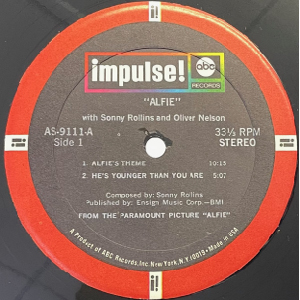 impulse! abc
RECORDS
"ALFIE"
with Sonny Rollins and Oliver Nelson
AS-9111-A 33⅓ RPM
Side 1 STEREO
1. ALFIE'S THEME 10:15
2. HE'S YOUNGER THAN YOU ARE 5:07
Composed by: Sonny Rollins
Published by: Ensign Music Corp.—BMI
FROM THE PARAMOUNT PICTURE "ALFIE"
A Product of ABC Records, Inc. New York, N.Y. 10019 • Made in USA